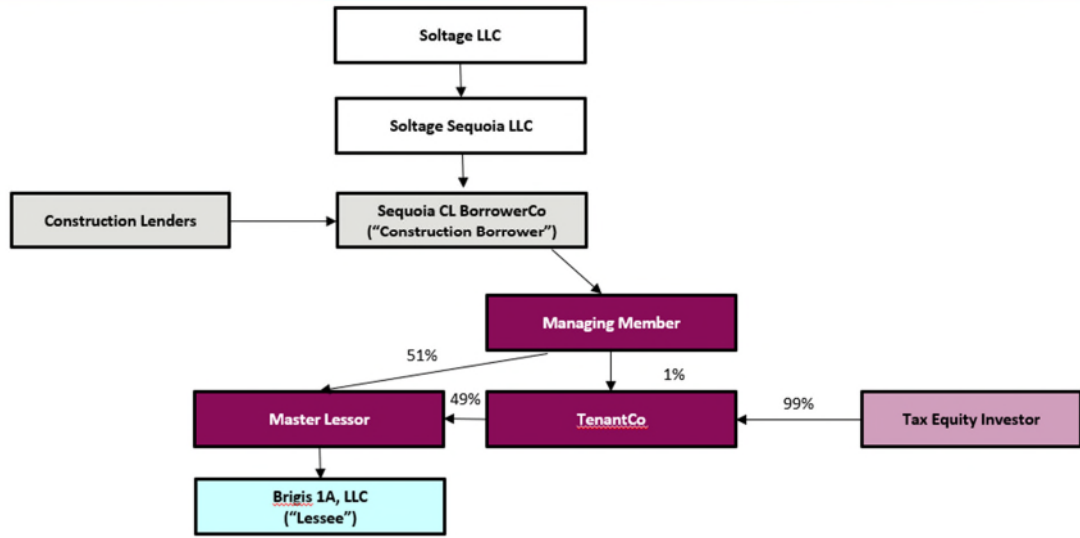 Soltage LLC
Soltage Sequoia LLC
Construction Lenders
Sequoia CL BorrowerCo
(“Construction Borrower”)
Managing Member
51%
1%
Master Lessor
49%
TenantCo
99%
Tax Equity Investor
Brigis 1A, LLC
(“Lessee”)